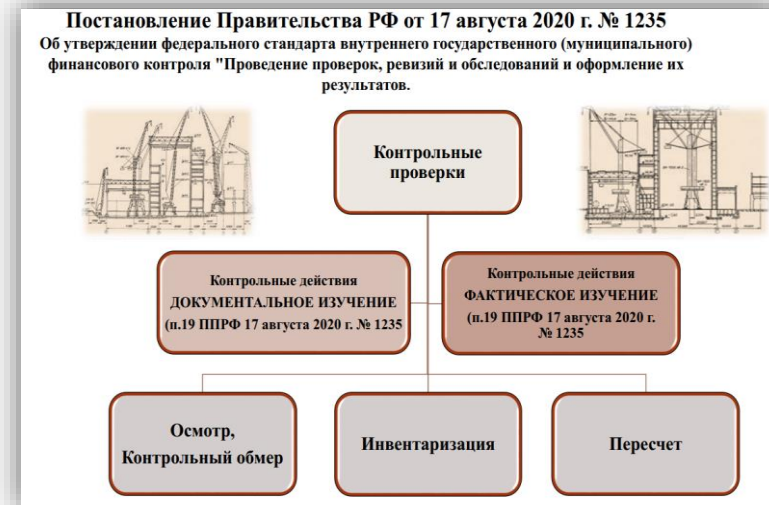 Постановление Правительства РФ от 17 августа 2020 г. № 1235
Об утверждении федерального стандарта внутреннего государственного (муниципального)
финансового контроля "Проведение проверок, ревизий и обследований и оформление их
результатов.
Контрольные
проверки
Контрольные действия
ДОКУМЕНТАЛЬНОЕ ИЗУЧЕНИЕ
(п.19 ППРФ 17 августа 2020 г. № 1235
Контрольные действия
ФАКТИЧЕСКОЕ ИЗУЧЕНИЕ
(п.19 ППРФ 17 августа 2020 г.
№ 1235
Осмотр,
Контрольный обмер
Инвентаризация
Пересчет